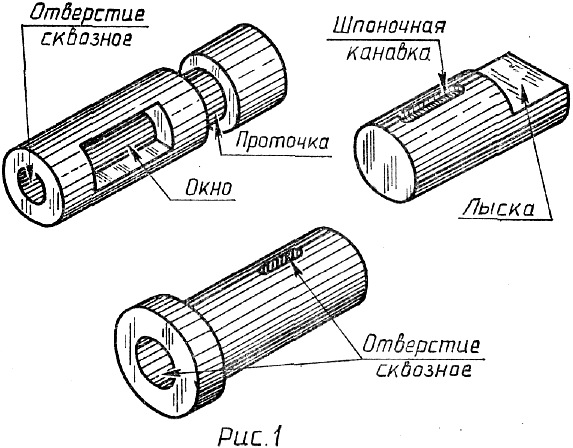 Отверстие
сквозное
Шпоночная
канавка
Проточка
Окно
Лыска
Отверстие
сквозное
Рис.1